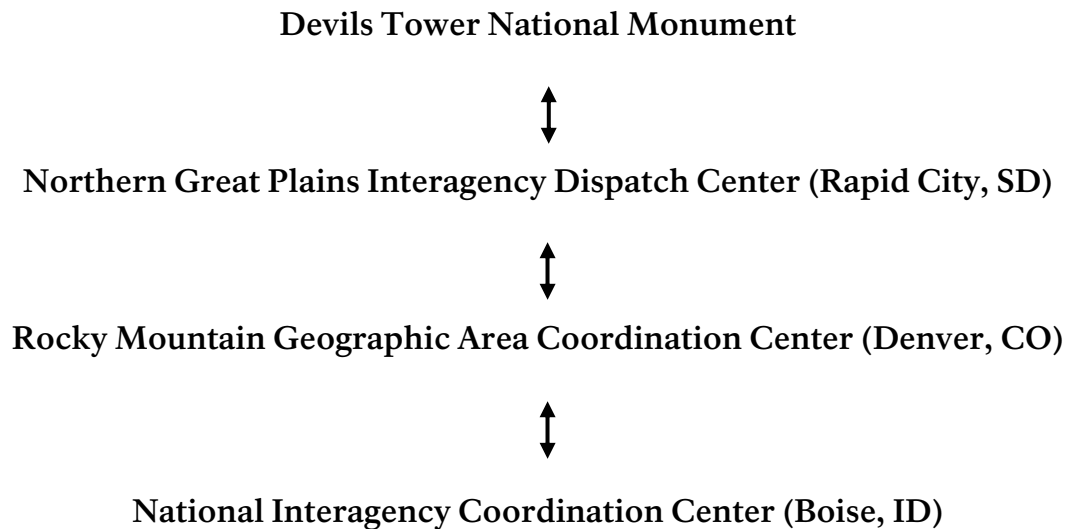 Devils Tower National Monument
Northern Great Plains Interagency Dispatch Center (Rapid City, SD)
Rocky Mountain Geographic Area Coordination Center (Denver, CO)
National Interagency Coordination Center (Boise, ID)